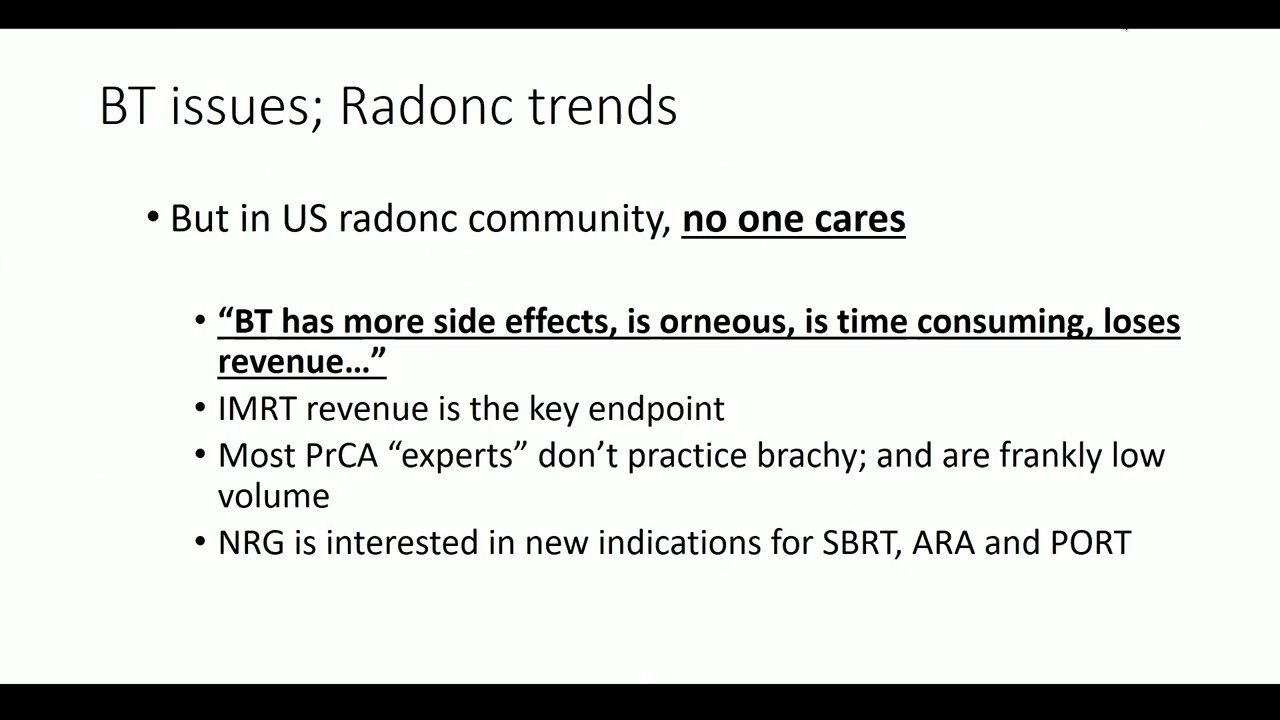 BT issues; Radonc trends
• But in US radonc community, no one cares
• “BT has more side effects, is orneous, is time consuming, loses
revenue…”
• IMRT revenue is the key endpoint
• Most PrCA “experts” don’t practice brachy; and are frankly low
volume
• NRG is interested in new indications for SBRT, ARA and PORT